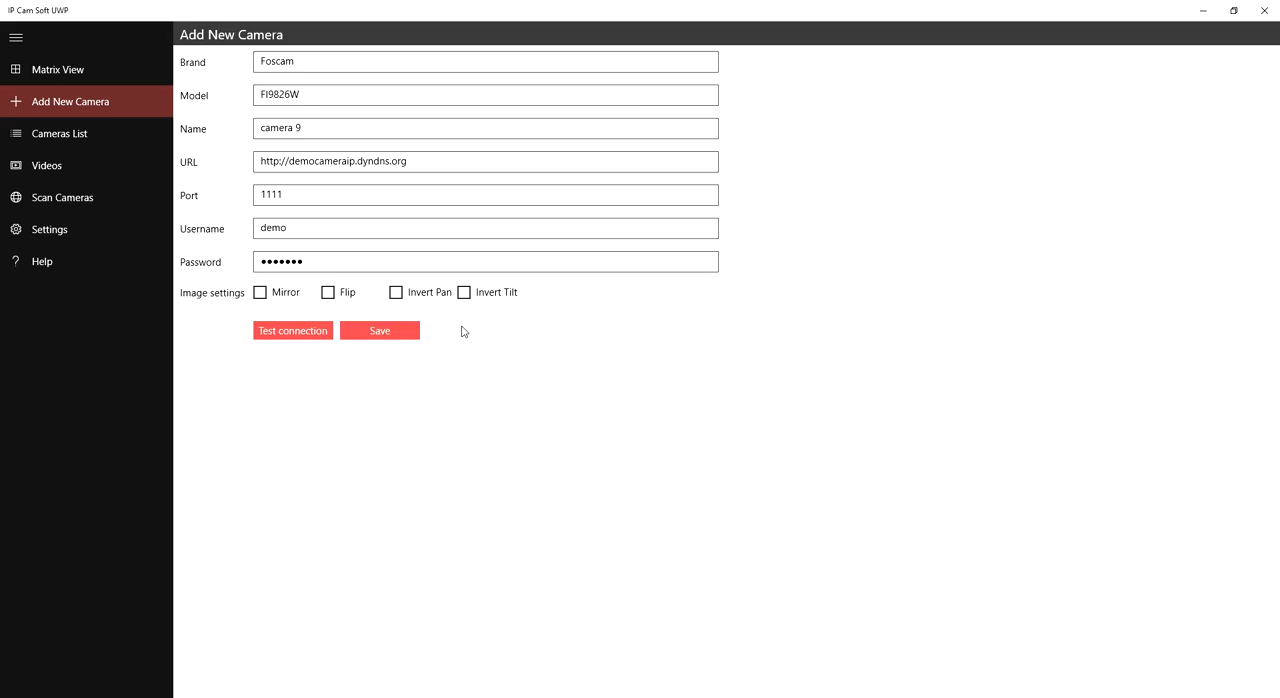 IP Cam Soft UWP
Matrix View
Add New Camera
Cameras List
Videos
Scan Cameras
Settings
? Help
Add New Camera
Brand Foscam
Model FI9826W
Name camera 9
URL http://democameraip.dyndns.org
Port 1111
Username demo
Password •••••••
Image settings Mirror Flip Invert Pan Invert Tilt
Test connection Save